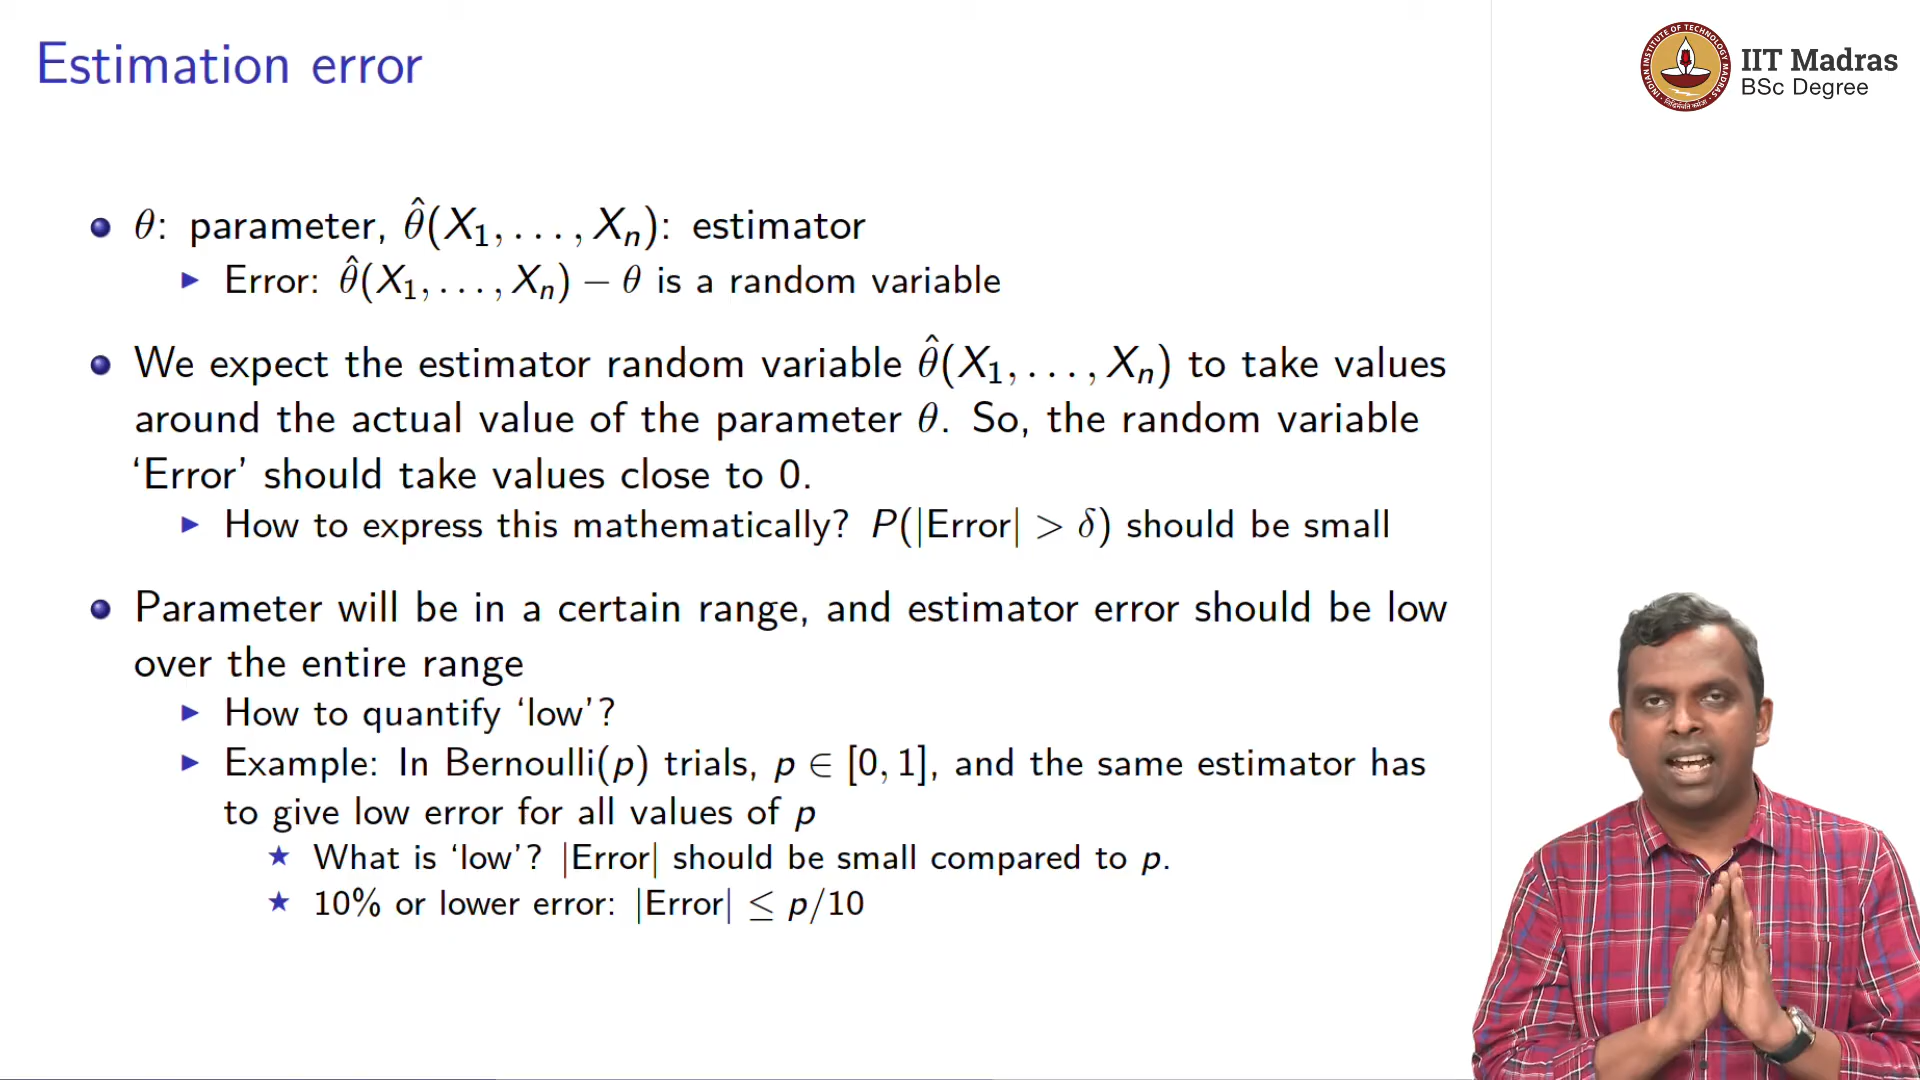 Estimation error
IIT Madras
BSc Degree
θ: parameter, θ̂(X₁, . . . , Xₙ): estimator
Error: θ̂(X₁, . . . , Xₙ) − θ is a random variable
We expect the estimator random variable θ̂(X₁, . . . , Xₙ) to take values
around the actual value of the parameter θ. So, the random variable
‘Error’ should take values close to 0.
How to express this mathematically? P(|Error| > δ) should be small
Parameter will be in a certain range, and estimator error should be low
over the entire range
How to quantify ‘low’?
Example: In Bernoulli(p) trials, p ∈ [0, 1], and the same estimator has
to give low error for all values of p
What is ‘low’? |Error| should be small compared to p.
10% or lower error: |Error| ≤ p/10
INDIAN INSTITUTE OF TECHNOLOGY MADRAS